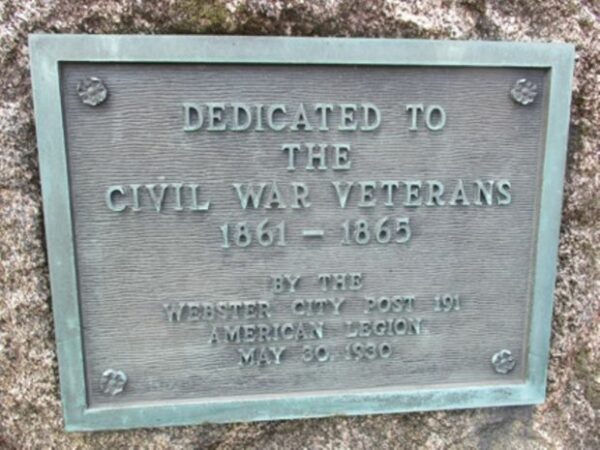 DEDICATED TO
THE
CIVIL WAR VETERANS
1861 — 1865
BY THE
WEBSTER CITY POST 191
AMERICAN LEGION
MAY 30, 1930